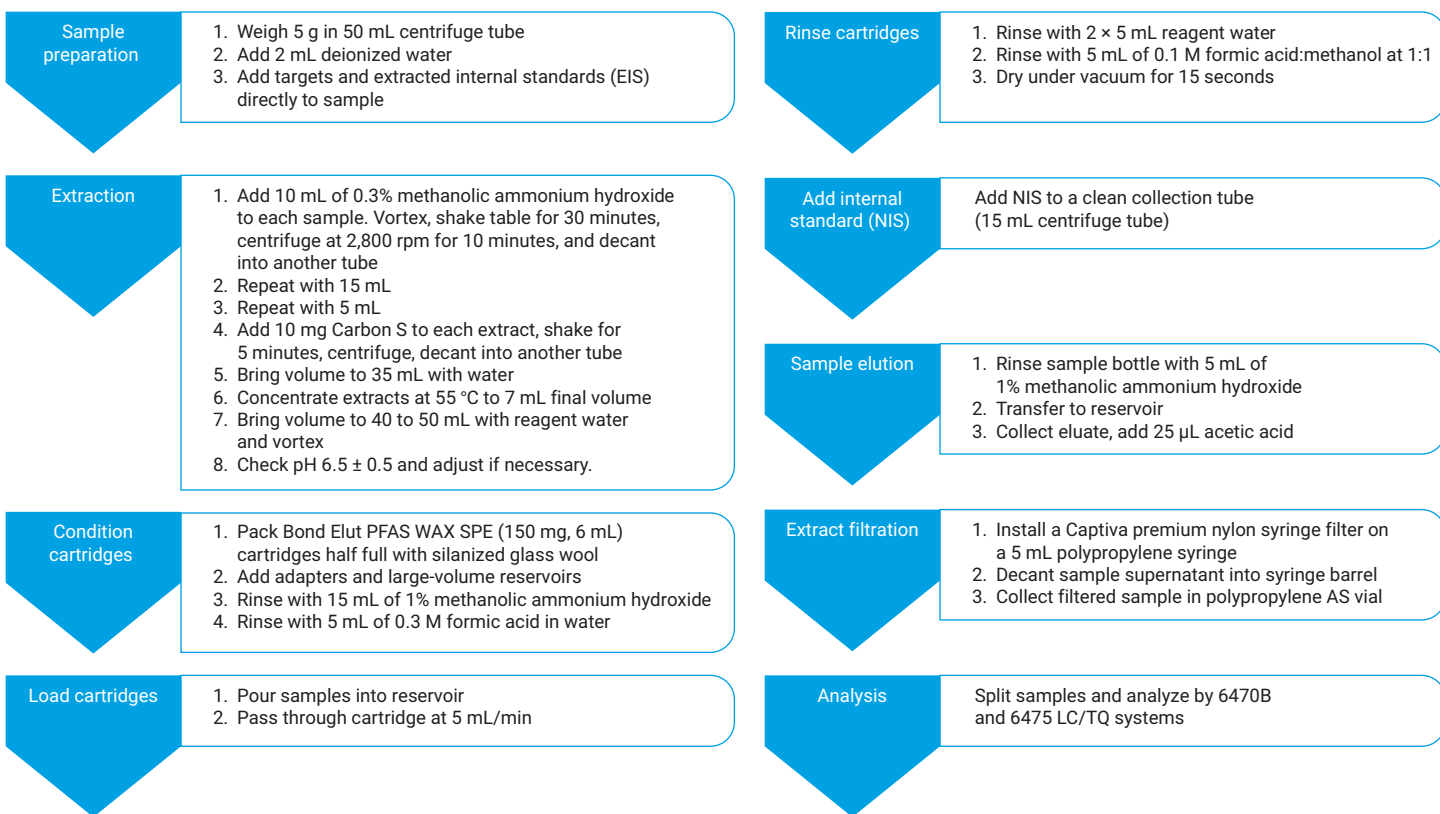 Sample
preparation
1. Weigh 5 g in 50 mL centrifuge tube
2. Add 2 mL deionized water
3. Add targets and extracted internal standards (EIS)
directly to sample
Extraction
1. Add 10 mL of 0.3% methanolic ammonium hydroxide
to each sample. Vortex, shake table for 30 minutes,
centrifuge at 2,800 rpm for 10 minutes, and decant
into another tube
2. Repeat with 15 mL
3. Repeat with 5 mL
4. Add 10 mg Carbon S to each extract, shake for
5 minutes, centrifuge, decant into another tube
5. Bring volume to 35 mL with water
6. Concentrate extracts at 55 °C to 7 mL final volume
7. Bring volume to 40 to 50 mL with reagent water
and vortex
8. Check pH 6.5 ± 0.5 and adjust if necessary.
Condition
cartridges
1. Pack Bond Elut PFAS WAX SPE (150 mg, 6 mL)
cartridges half full with silanized glass wool
2. Add adapters and large-volume reservoirs
3. Rinse with 15 mL of 1% methanolic ammonium hydroxide
4. Rinse with 5 mL of 0.3 M formic acid in water
Load cartridges
1. Pour samples into reservoir
2. Pass through cartridge at 5 mL/min
Rinse cartridges
1. Rinse with 2 × 5 mL reagent water
2. Rinse with 5 mL of 0.1 M formic acid:methanol at 1:1
3. Dry under vacuum for 15 seconds
Add internal
standard (NIS)
Add NIS to a clean collection tube
(15 mL centrifuge tube)
Sample elution
1. Rinse sample bottle with 5 mL of
1% methanolic ammonium hydroxide
2. Transfer to reservoir
3. Collect eluate, add 25 µL acetic acid
Extract filtration
1. Install a Captiva premium nylon syringe filter on
a 5 mL polypropylene syringe
2. Decant sample supernatant into syringe barrel
3. Collect filtered sample in polypropylene AS vial
Analysis
Split samples and analyze by 6470B
and 6475 LC/TQ systems